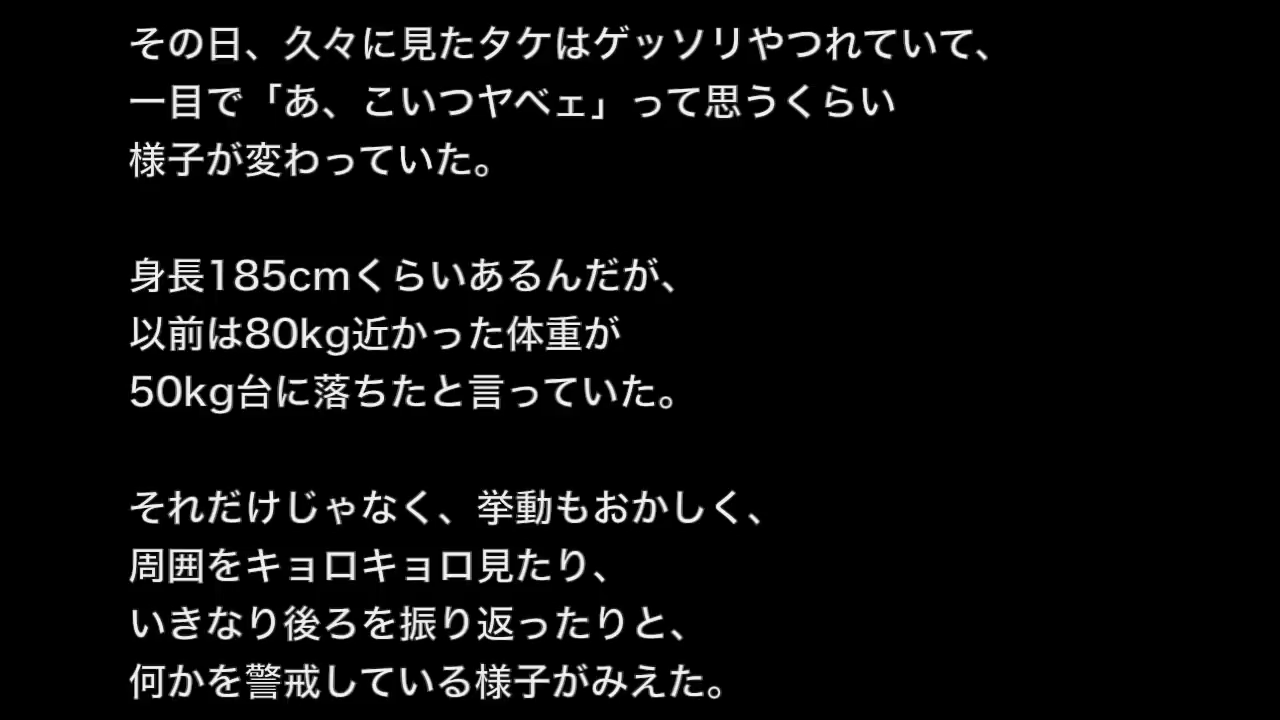 その日、久々に見たタケはゲッソリやつれていて、
一目で「あ、こいつヤベェ」って思うくらい
様子が変わっていた。
身長185cmくらいあるんだが、
以前は80kg近かった体重が
50kg台に落ちたと言っていた。
それだけじゃなく、挙動もおかしく、
周囲をキョロキョロ見たり、
いきなり後ろを振り返ったりと、
何かを警戒している様子がみえた。